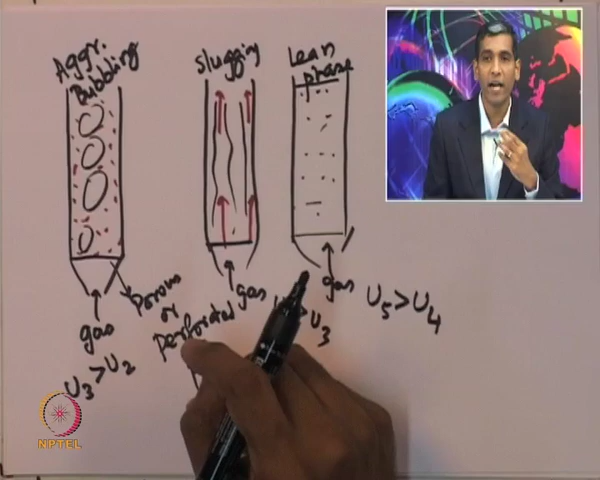 Aggr.
Bubbling
Slugging
Lean
phase
gas
Porous
or
perforated
U3 > U2
gas
> U3
gas
U5 > U4
NPTEL